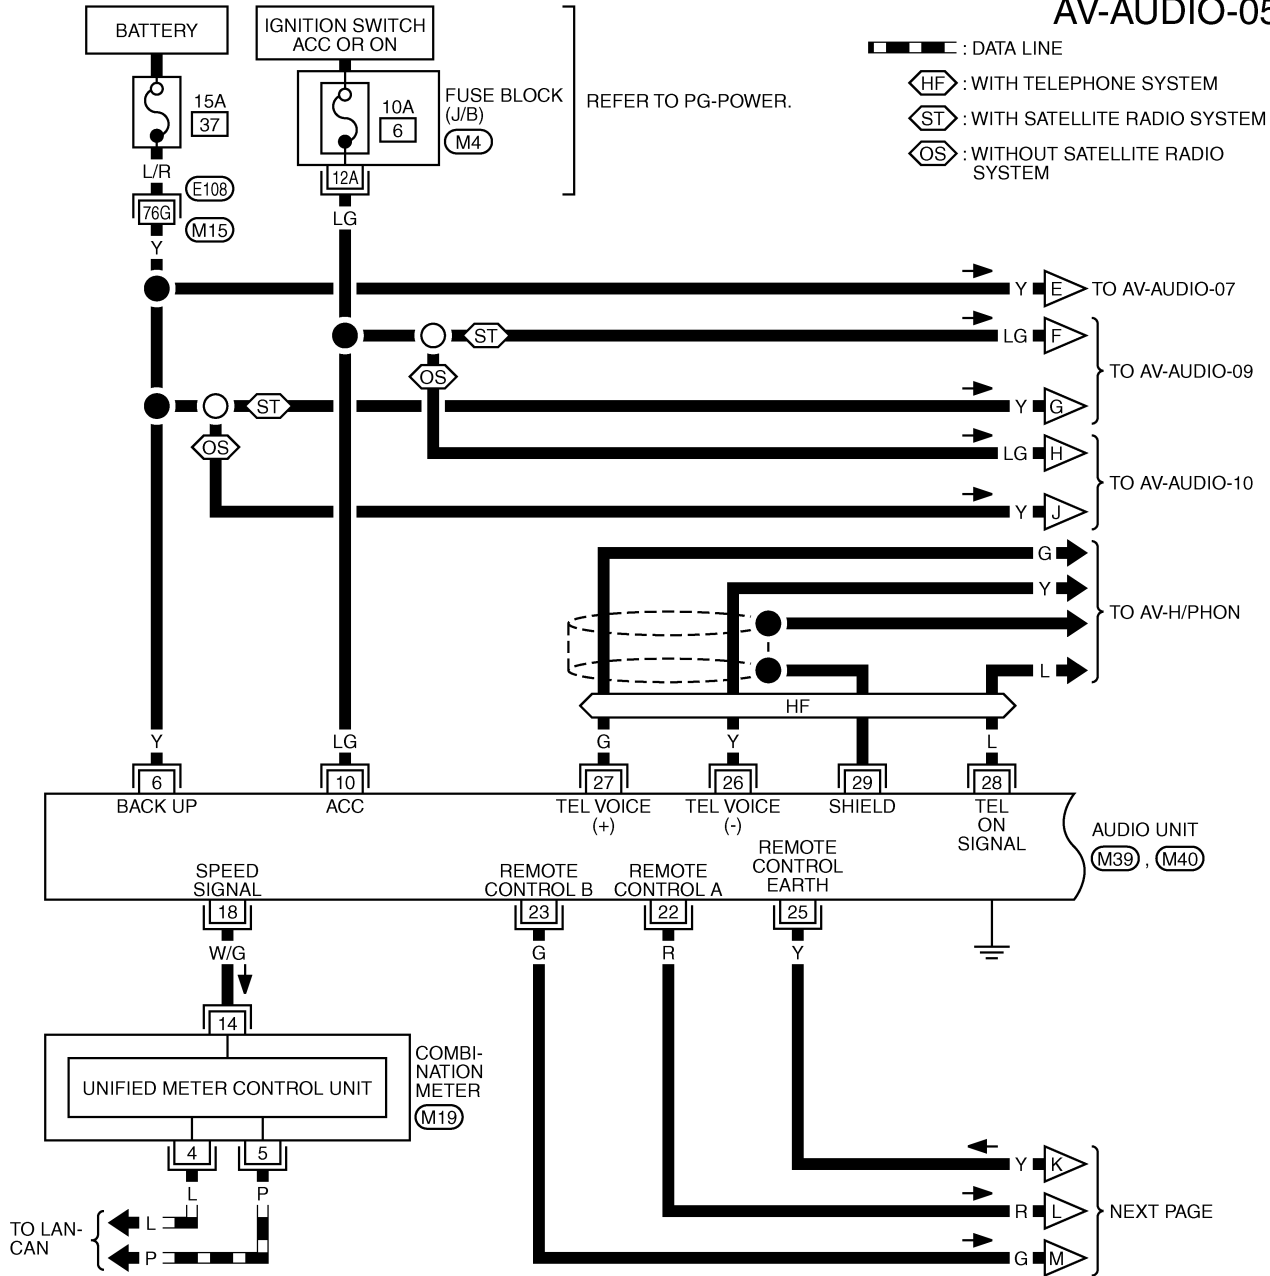 AV-AUDIO-05
BATTERY
IGNITION SWITCH
ACC OR ON
: DATA LINE
HF : WITH TELEPHONE SYSTEM
ST : WITH SATELLITE RADIO SYSTEM
OS : WITHOUT SATELLITE RADIO
SYSTEM
15A
37
10A
6
FUSE BLOCK
(J/B)
M4
REFER TO PG-POWER.
L/R
E108
12A
76G
M15
LG
Y
Y E TO AV-AUDIO-07
ST
LG F
OS
TO AV-AUDIO-09
ST
Y G
OS
LG H
TO AV-AUDIO-10
Y J
G
Y
TO AV-H/PHON
L
HF
Y
LG
G
Y
L
6
10
27
26
29
28
BACK UP
ACC
TEL VOICE
(+)
TEL VOICE
(-)
SHIELD
TEL
ON
SIGNAL
AUDIO UNIT
M39 , M40
SPEED
SIGNAL
REMOTE
CONTROL B
REMOTE
CONTROL A
REMOTE
CONTROL
EARTH
18
23
22
25
W/G
G
R
Y
14
UNIFIED METER CONTROL UNIT
COMBI-
NATION
METER
M19
4
5
L
P
TO LAN-
CAN
L
P
Y K
R L
G M
NEXT PAGE